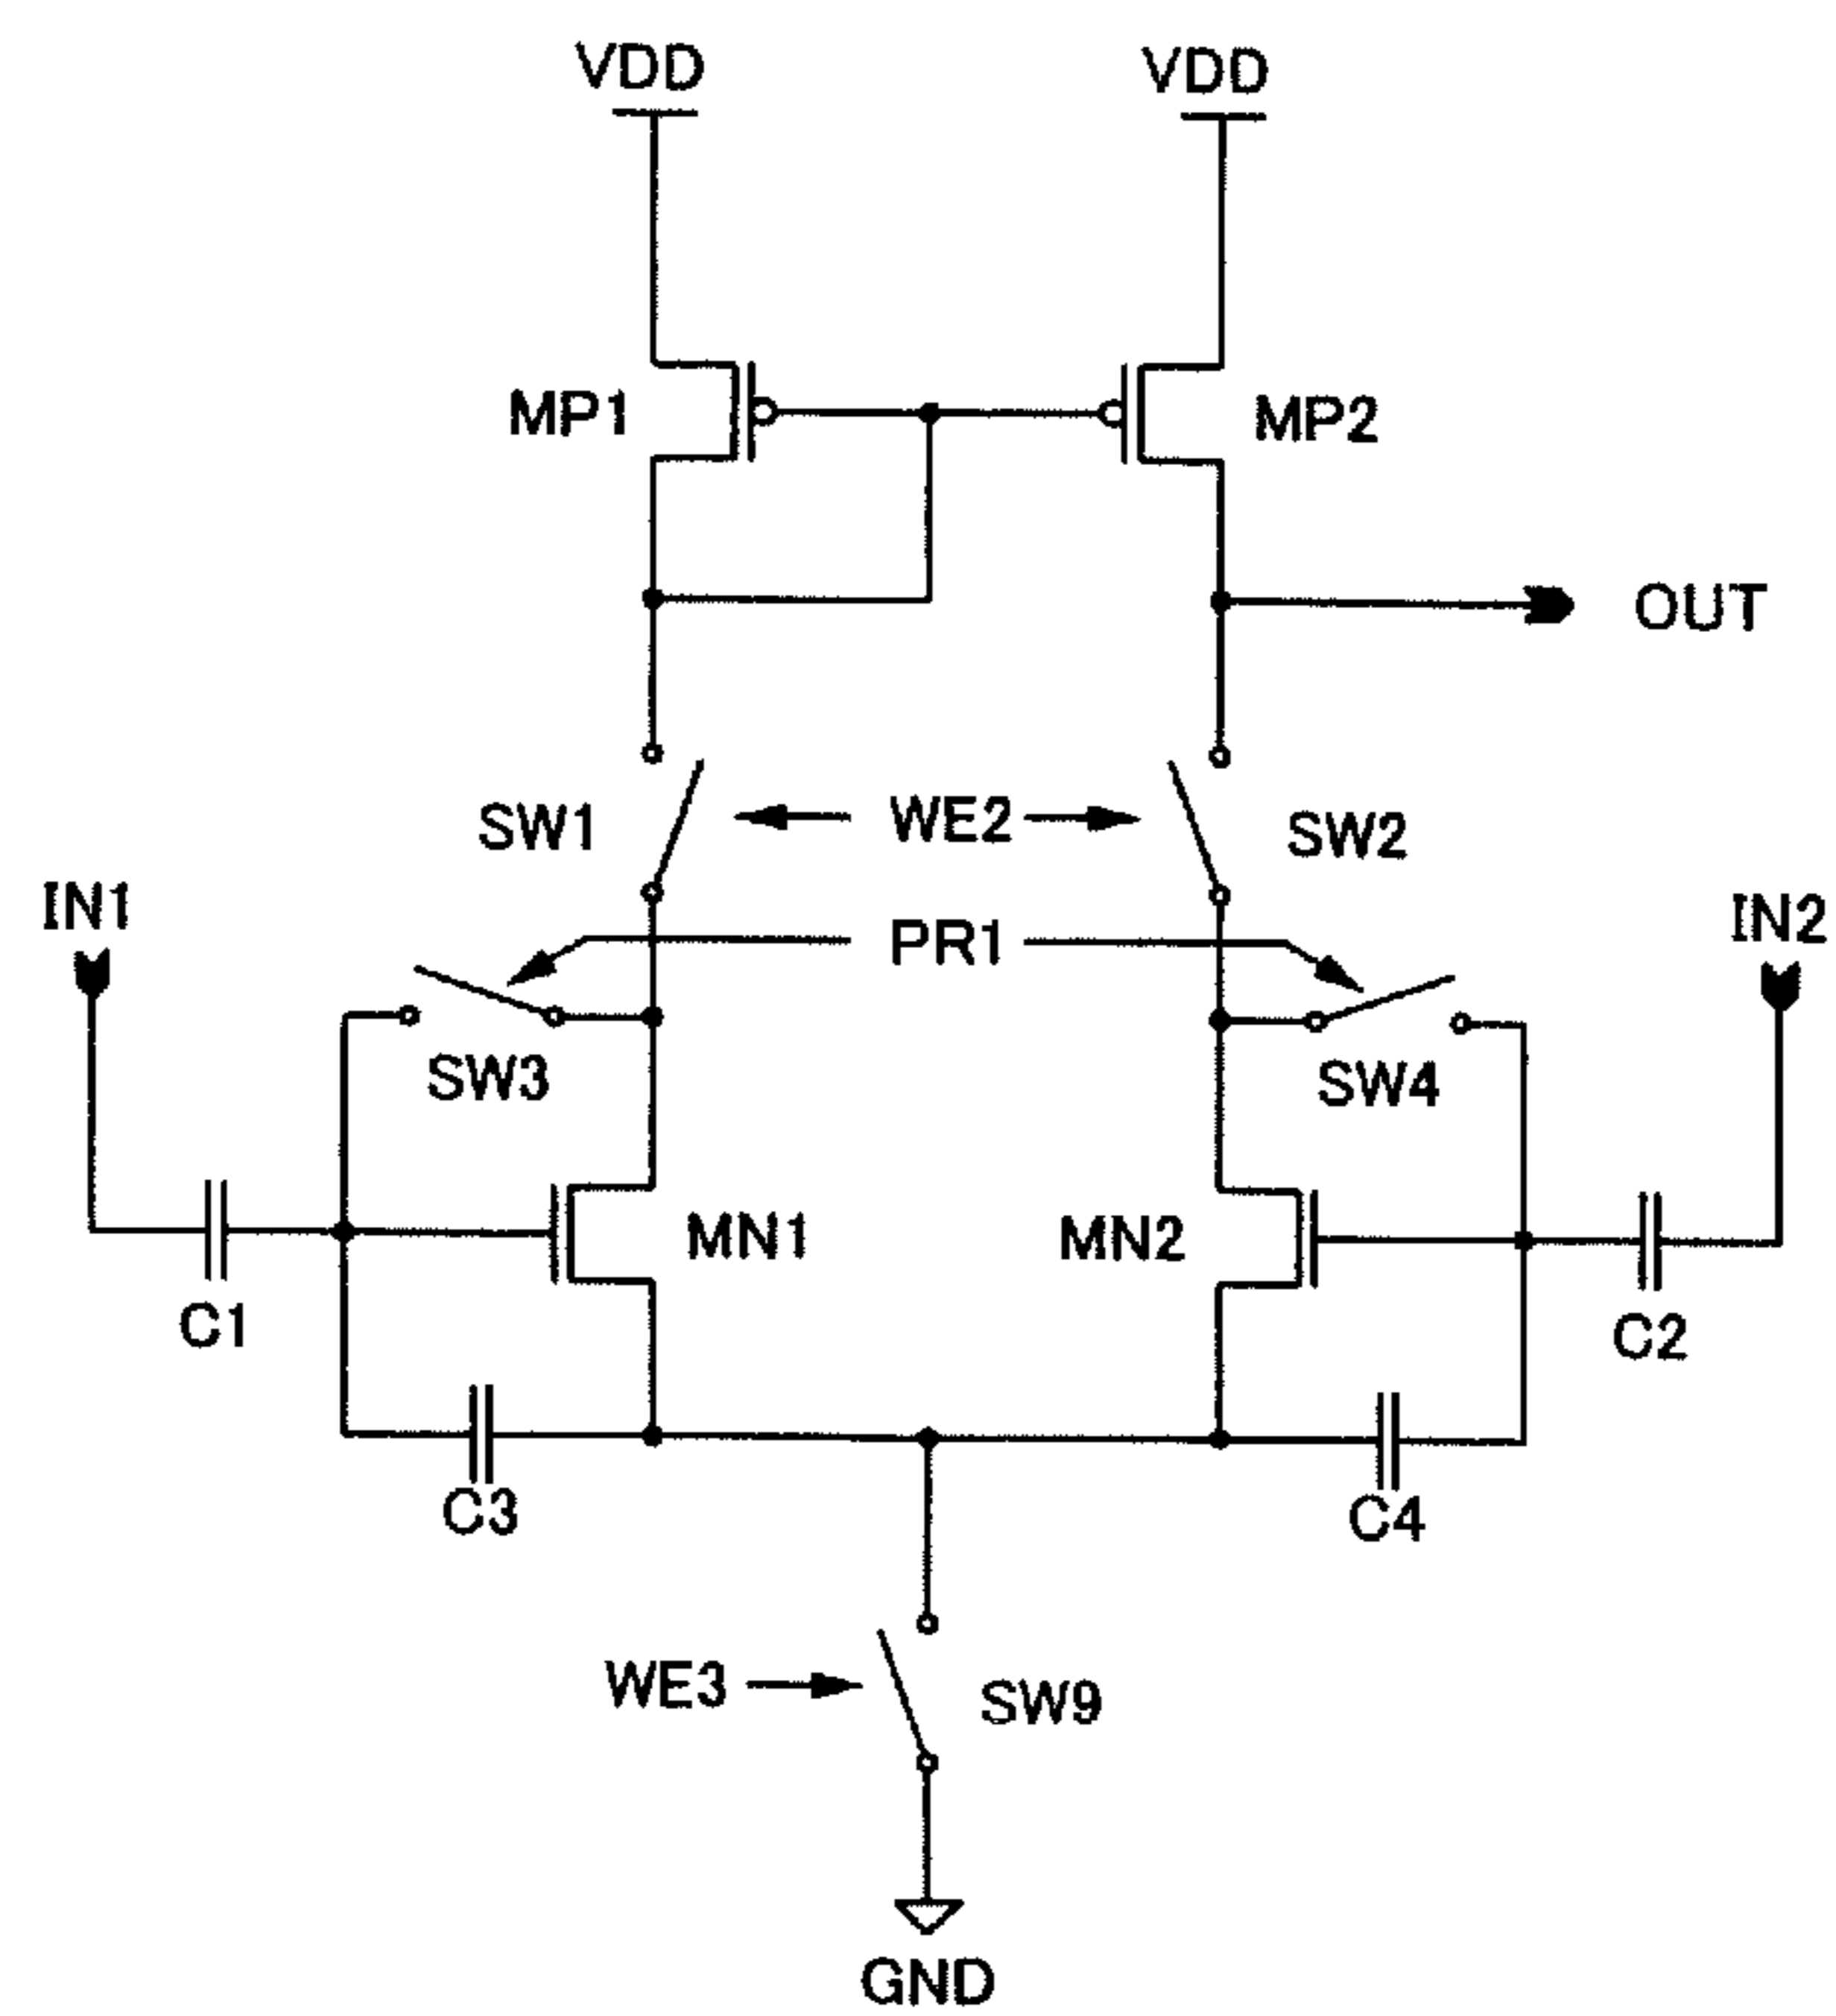 VDD
VDD
MP1
MP2
OUT
SW1
WE2
SW2
IN1
PR1
IN2
SW3
SW4
MN1
MN2
C1
C2
C3
C4
WE3
SW9
GND